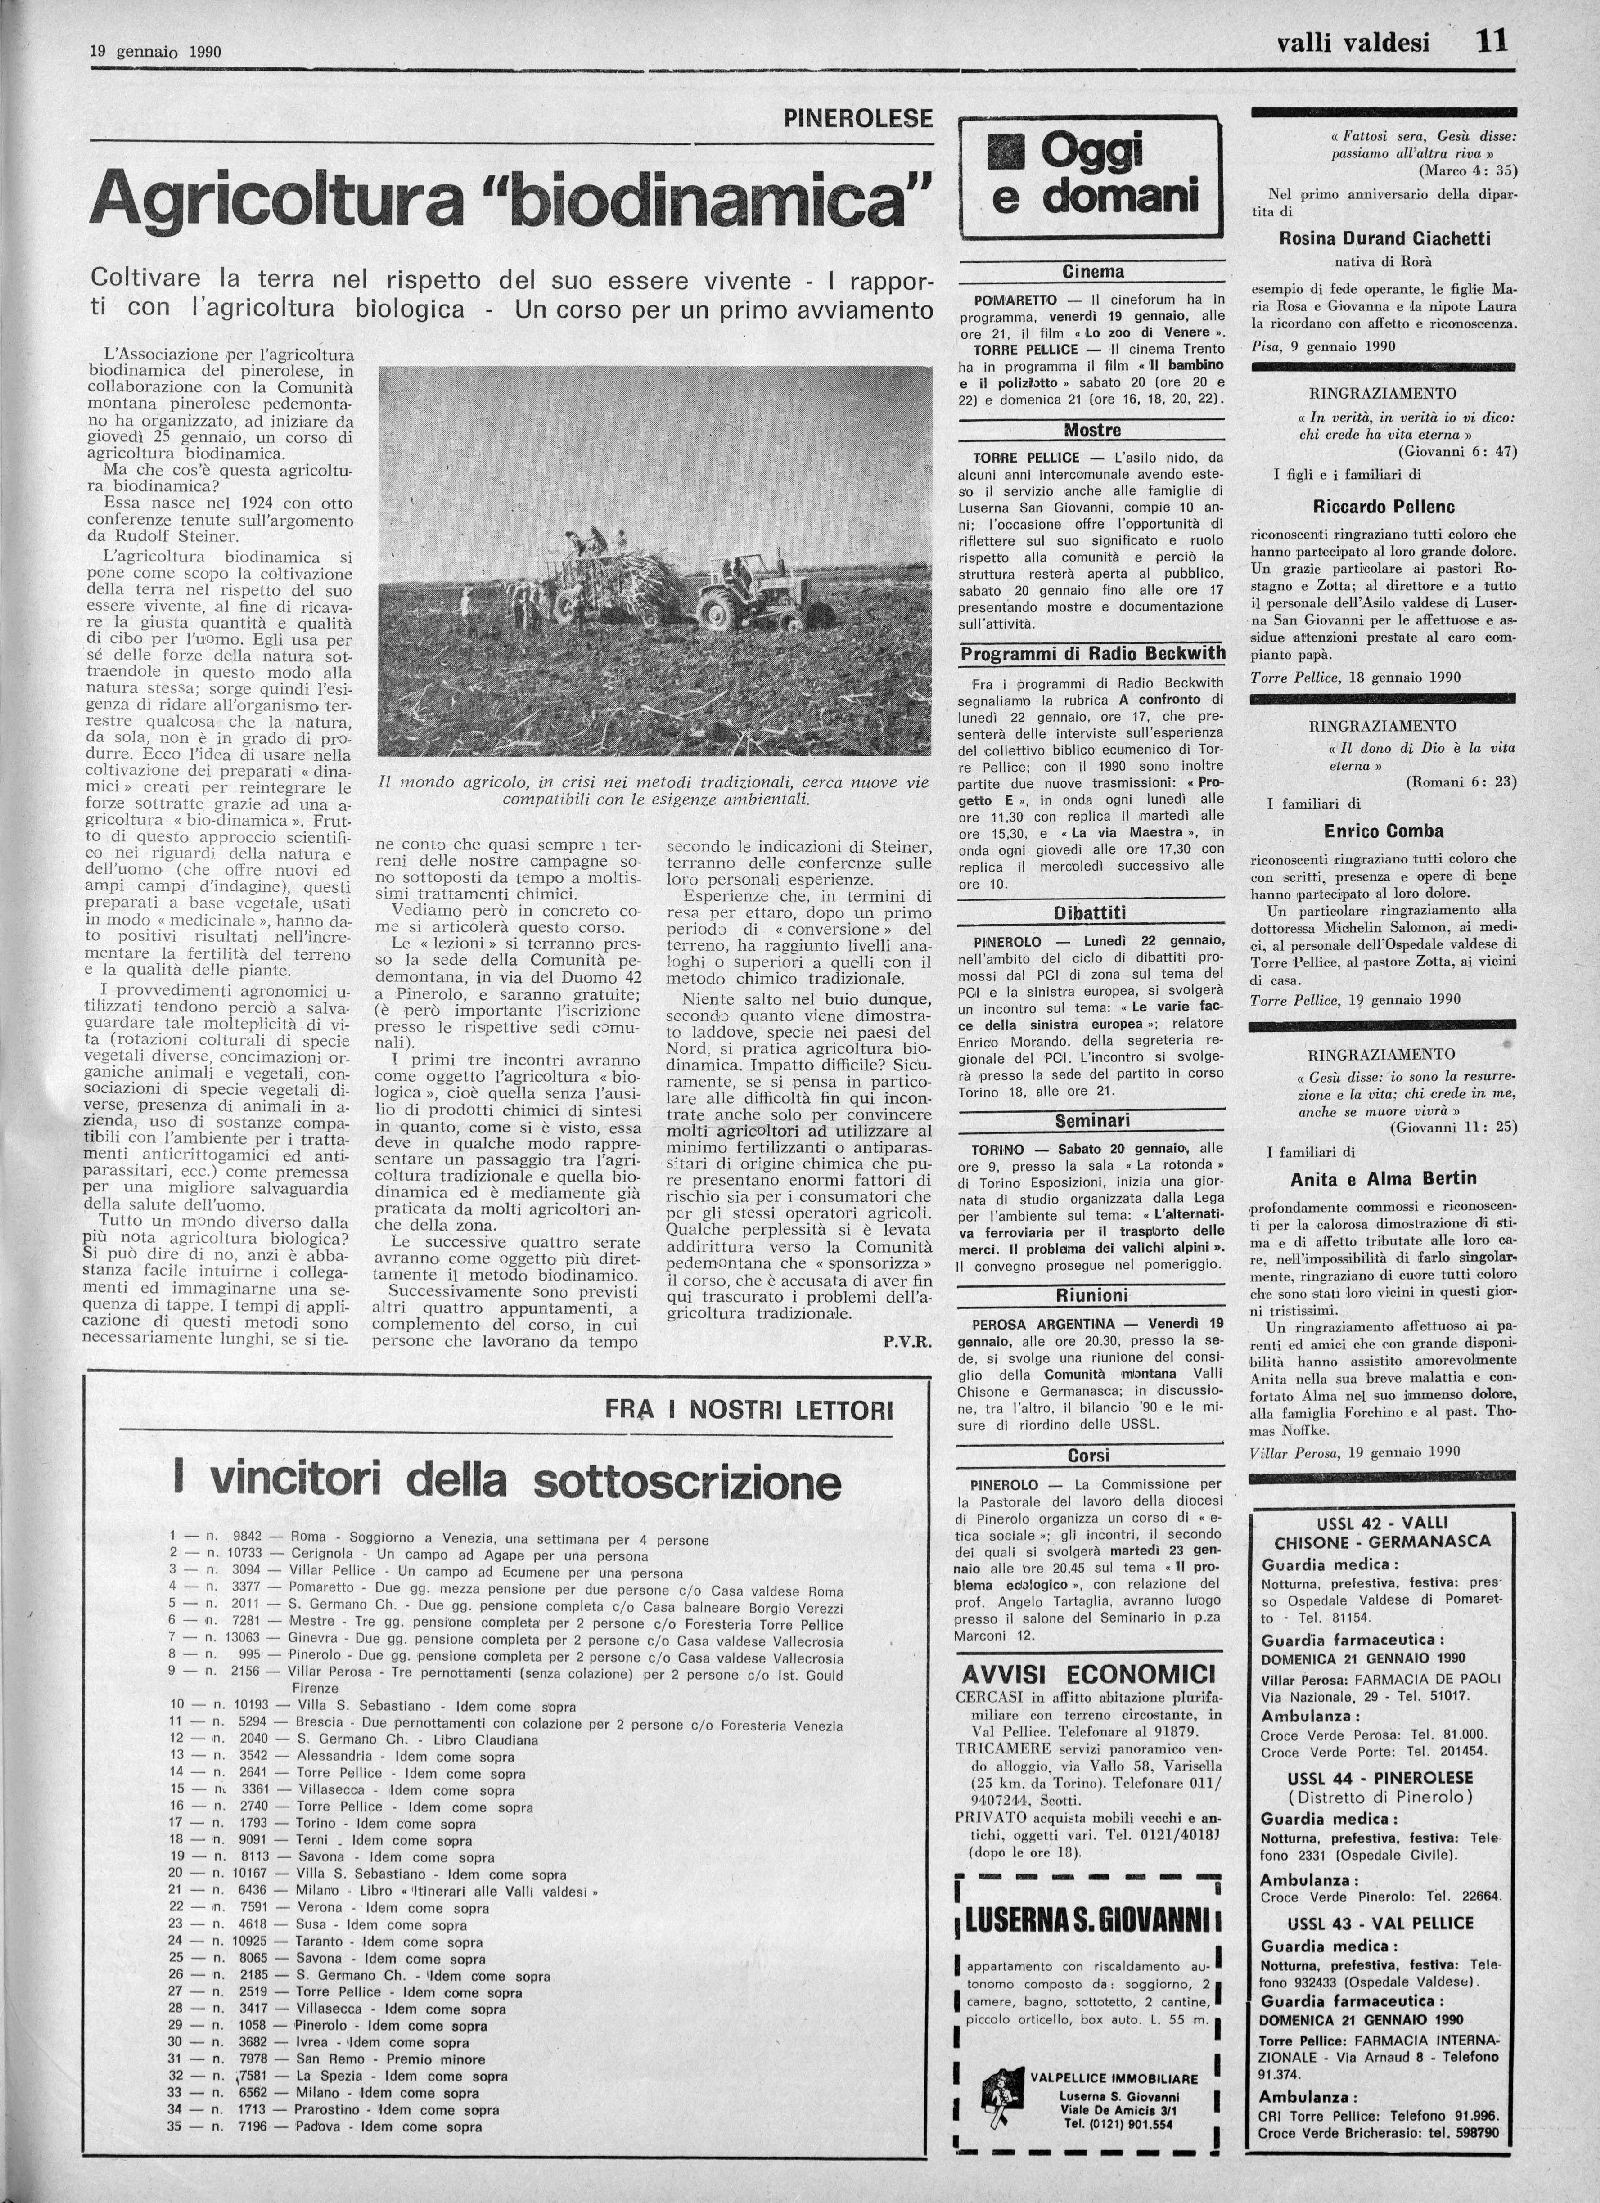 19 gennaio 1990
valli valdesi 11
PINEROLESE
Agricoltura "biodinamica"
Coltivare la terra nel rispetto del suo essere vivente - I rappor-
ti con l'agricoltura biologica - Un corso per un primo avviamento
L'Associazione per l'agricoltura
biodinamica del pinerolese, in
collaborazione con la Comunità
montana pinerolese pedemonta-
no ha organizzato, ad iniziare da
giovedì 25 gennaio, un corso di
agricoltura biodinamica.
Ma che cos'è questa agricoltu-
ra biodinamica?
Essa nasce nel 1924 con otto
conferenze tenute sull'argomento
da Rudolf Steiner.
L'agricoltura biodinamica si
pone come scopo la coltivazione
della terra nel rispetto del suo
essere vivente, al fine di ricava-
re la giusta quantità e qualità
di cibo per l'uomo. Egli usa per
sé delle forze della natura sot-
traendole in questo modo alla
natura stessa; sorge quindi l'esi-
genza di ridare all'organismo ter-
restre qualcosa che la natura,
da sola, non è in grado di pro-
durre. Ecco l'idea di usare nella
coltivazione dei preparati « dina-
mici » creati per reintegrare le
forze sottratte grazie ad una a-
gricoltura « bio-dinamica ». Frut-
to di questo approccio scientifi-
co nei riguardi della natura e
dell'uomo (che offre nuovi ed
ampi campi d'indagine), questi
preparati a base vegetale, usati
in modo « medicinale », hanno da-
to positivi risultati nell'incre-
mentare la fertilità del terreno
e la qualità delle piante.
I provvedimenti agronomici u-
tilizzati tendono perciò a salva-
guardare tale molteplicità di vi-
ta (rotazioni colturali di specie
vegetali diverse, concimazioni or-
ganiche animali e vegetali, con-
sociazioni di specie vegetali di-
verse, presenza di animali in a-
zienda, uso di sostanze compa-
tibili con l'ambiente per i tratta-
menti anticrittogamici ed anti-
parassitari, ecc.) come premessa
per una migliore salvaguardia
della salute dell'uomo.
Tutto un mondo diverso dalla
più nota agricoltura biologica?
Si può dire di no, anzi è abba-
stanza facile intuirne i collega-
menti ed immaginarne una se-
quenza di tappe. I tempi di appli-
cazione di questi metodi sono
necessariamente lunghi, se si tie-
Il mondo agricolo, in crisi nei metodi tradizionali, cerca nuove vie
compatibili con le esigenze ambientali.
ne conto che quasi sempre i ter-
reni delle nostre campagne so-
no sottoposti da tempo a moltis-
simi trattamenti chimici.
Vediamo però in concreto co-
me si articolerà questo corso.
Le « lezioni » si terranno pres-
so la sede della Comunità pe-
demontana, in via del Duomo 42
a Pinerolo, e saranno gratuite;
(è però importante l'iscrizione
presso le rispettive sedi comu-
nali).
I primi tre incontri avranno
come oggetto l'agricoltura « bio-
logica », cioè quella senza l'ausi-
lio di prodotti chimici di sintesi
in quanto, come si è visto, essa
deve in qualche modo rappre-
sentare un passaggio tra l'agri-
coltura tradizionale e quella bio-
dinamica ed è mediamente già
praticata da molti agricoltori an-
che della zona.
Le successive quattro serate
avranno come oggetto più diret-
tamente il metodo biodinamico.
Successivamente sono previsti
altri quattro appuntamenti, a
complemento del corso, in cui
persone che lavorano da tempo
secondo le indicazioni di Steiner,
terranno delle conferenze sulle
loro personali esperienze.
Esperienze che, in termini di
resa per ettaro, dopo un primo
periodo di « conversione » del
terreno, ha raggiunto livelli ana-
loghi o superiori a quelli con il
metodo chimico tradizionale.
Niente salto nel buio dunque,
secondo quanto viene dimostra-
to laddove, specie nei paesi del
Nord, si pratica agricoltura bio-
dinamica. Impatto difficile? Sicu-
ramente, se si pensa in partico-
lare alle difficoltà fin qui incon-
trate anche solo per convincere
molti agricoltori ad utilizzare al
minimo fertilizzanti o antiparas-
sitari di origine chimica che pu-
re presentano enormi fattori di
rischio sia per i consumatori che
per gli stessi operatori agricoli.
Qualche perplessità si è levata
addirittura verso la Comunità
pedemontana che « sponsorizza »
il corso, che è accusata di aver fin
qui trascurato i problemi dell'a-
gricoltura tradizionale.
P.V.R.
FRA I NOSTRI LETTORI
I vincitori della sottoscrizione
1 — n. 9842 — Roma - Soggiorno a Venezia, una settimana per 4 persone
2 — n. 10733 — Cerignola - Un campo ad Agape per una persona
3 — n. 3094 — Villar Pellice - Un campo ad Ecumene per una persona
4 — n. 3377 — Pomaretto - Due gg. mezza pensione per due persone c/o Casa valdese Roma
5 — n. 2011 — S. Germano Ch. - Due gg. pensione completa c/o Casa balneare Borgio Verezzi
6 — n. 7281 — Mestre - Tre gg. pensione completa per 2 persone c/o Foresteria Torre Pellice
7 — n. 13063 — Ginevra - Due gg. pensione completa per 2 persone c/o Casa valdese Vallecrosia
8 — n. 995 — Pinerolo - Due gg. pensione completa per 2 persone c/o Casa valdese Vallecrosia
9 — n. 2156 — Villar Perosa - Tre pernottamenti (senza colazione) per 2 persone c/o Ist. Gould
Firenze
10 — n. 10193 — Villa S. Sebastiano - Idem come sopra
11 — n. 5294 — Brescia - Due pernottamenti con colazione per 2 persone c/o Foresteria Venezia
12 — n. 2040 — S. Germano Ch. - Libro Claudiana
13 — n. 3542 — Alessandria - Idem come sopra
14 — n. 2641 — Torre Pellice - Idem come sopra
15 — n. 3361 — Villasecca - Idem come sopra
16 — n. 2740 — Torre Pellice - Idem come sopra
17 — n. 1793 — Torino - Idem come sopra
18 — n. 9091 — Terni - Idem come sopra
19 — n. 8113 — Savona - Idem come sopra
20 — n. 10167 — Villa S. Sebastiano - Idem come sopra
21 — n. 6436 — Milano - Libro « Itinerari alle Valli valdesi »
22 — n. 7591 — Verona - Idem come sopra
23 — n. 4618 — Susa - Idem come sopra
24 — n. 10925 — Taranto - Idem come sopra
25 — n. 8065 — Savona - Idem come sopra
26 — n. 2185 — S. Germano Ch. - Idem come sopra
27 — n. 2519 — Torre Pellice - Idem come sopra
28 — n. 3417 — Villasecca - Idem come sopra
29 — n. 1058 — Pinerolo - Idem come sopra
30 — n. 3682 — Ivrea - Idem come sopra
31 — n. 7978 — San Remo - Premio minore
32 — n. 7581 — La Spezia - Idem come sopra
33 — n. 6562 — Milano - Idem come sopra
34 — n. 1713 — Prarostino - Idem come sopra
35 — n. 7196 — Padova - Idem come sopra
Oggi
e domani
Cinema
POMARETTO — Il cineforum ha in
programma, venerdì 19 gennaio, alle
ore 21, il film « Lo zoo di Venere ».
TORRE PELLICE — Il cinema Trento
ha in programma il film « Il bambino
e il poliziotto » sabato 20 (ore 20 e
22) e domenica 21 (ore 16, 18, 20, 22).
Mostre
TORRE PELLICE — L'asilo nido, da
alcuni anni intercomunale avendo este-
so il servizio anche alle famiglie di
Luserna San Giovanni, compie 10 an-
ni; l'occasione offre l'opportunità di
riflettere sul suo significato e ruolo
rispetto alla comunità e perciò la
struttura resterà aperta al pubblico,
sabato 20 gennaio fino alle ore 17
presentando mostre e documentazione
sull'attività.
Programmi di Radio Beckwith
Fra i programmi di Radio Beckwith
segnaliamo la rubrica A confronto di
lunedì 22 gennaio, ore 17, che pre-
senterà delle interviste sull'esperienza
del collettivo biblico ecumenico di Tor-
re Pellice; con il 1990 sono inoltre
partite due nuove trasmissioni: « Pro-
getto E », in onda ogni lunedì alle
ore 11,30 con replica il martedì alle
ore 15,30, e « La via Maestra », in
onda ogni giovedì alle ore 17,30 con
replica il mercoledì successivo alle
ore 10.
Dibattiti
PINEROLO — Lunedì 22 gennaio,
nell'ambito del ciclo di dibattiti pro-
mossi dal PCI di zona sul tema del
PCI e la sinistra europea, si svolgerà
un incontro sul tema: « Le varie fac-
ce della sinistra europea »; relatore
Enrico Morando. della segreteria re-
gionale del PCI. L'incontro si svolge-
rà presso la sede del partito in corso
Torino 18, alle ore 21.
Seminari
TORINO — Sabato 20 gennaio, alle
ore 9, presso la sala « La rotonda »
di Torino Esposizioni, inizia una gior-
nata di studio organizzata dalla Lega
per l'ambiente sul tema: « L'alternati-
va ferroviaria per il trasporto delle
merci. Il problema dei valichi alpini ».
Il convegno prosegue nel pomeriggio.
Riunioni
PEROSA ARGENTINA — Venerdì 19
gennaio, alle ore 20.30, presso la se-
de, si svolge una riunione del consi-
glio della Comunità montana Valli
Chisone e Germanasca; in discussio-
ne, tra l'altro, il bilancio '90 e le mi-
sure di riordino delle USSL.
Corsi
PINEROLO — La Commissione per
la Pastorale del lavoro della diocesi
di Pinerolo organizza un corso di « e-
tica sociale »; gli incontri, il secondo
dei quali si svolgerà martedì 23 gen-
naio alle ore 20.45 sul tema « Il pro-
blema ecologico », con relazione del
prof. Angelo Tartaglia, avranno luogo
presso il salone del Seminario in p.za
Marconi 12.
AVVISI ECONOMICI
CERCASI in affitto abitazione plurifa-
miliare con terreno circostante, in
Val Pellice. Telefonare al 91879.
TRICAMERE servizi panoramico ven-
do alloggio, via Vallo 58, Varisella
(25 km. da Torino). Telefonare 011/
9407244, Scotti.
PRIVATO acquista mobili vecchi e an-
tichi, oggetti vari. Tel. 0121/40181
(dopo le ore 18).
LUSERNA S. GIOVANNI
appartamento con riscaldamento au-
tonomo composto da: soggiorno, 2
camere, bagno, sottotetto, 2 cantine,
piccolo orticello, box auto. L. 55 m.
VALPELLICE IMMOBILIARE
Luserna S. Giovanni
Viale De Amicis 3/1
Tel. (0121) 901.554
« Fattosi sera, Gesù disse:
passiamo all'altra riva »
(Marco 4: 35)
Nel primo anniversario della dipar-
tita di
Rosina Durand Giachetti
nativa di Rorà
esempio di fede operante, le figlie Ma-
ria Rosa e Giovanna e la nipote Laura
la ricordano con affetto e riconoscenza.
Pisa, 9 gennaio 1990
RINGRAZIAMENTO
« In verità, in verità io vi dico:
chi crede ha vita eterna »
(Giovanni 6: 47)
I figli e i familiari di
Riccardo Pellenc
riconoscenti ringraziano tutti coloro che
hanno partecipato al loro grande dolore.
Un grazie particolare ai pastori Ro-
stagno e Zotta; al direttore e a tutto
il personale dell'Asilo valdese di Luser-
na San Giovanni per le affettuose e as-
sidue attenzioni prestate al caro com-
pianto papà.
Torre Pellice, 18 gennaio 1990
RINGRAZIAMENTO
« Il dono di Dio è la vita
eterna »
(Romani 6: 23)
I familiari di
Enrico Comba
riconoscenti ringraziano tutti coloro che
con scritti, presenza e opere di bene
hanno partecipato al loro dolore.
Un particolare ringraziamento alla
dottoressa Michelin Salomon, ai medi-
ci, al personale dell'Ospedale valdese di
Torre Pellice, al pastore Zotta, ai vicini
di casa.
Torre Pellice, 19 gennaio 1990
RINGRAZIAMENTO
« Gesù disse: io sono la resurre-
zione e la vita; chi crede in me,
anche se muore vivrà »
(Giovanni 11: 25)
I familiari di
Anita e Alma Bertin
profondamente commossi e riconoscen-
ti per la calorosa dimostrazione di sti-
ma e di affetto tributate alle loro ca-
re, nell'impossibilità di farlo singolar-
mente, ringraziano di cuore tutti coloro
che sono stati loro vicini in questi gior-
ni tristissimi.
Un ringraziamento affettuoso ai pa-
renti ed amici che con grande disponi-
bilità hanno assistito amorevolmente
Anita nella sua breve malattia e con-
fortato Alma nel suo immenso dolore,
alla famiglia Forchino e al past. Tho-
mas Noffke.
Villar Perosa, 19 gennaio 1990
USSL 42 - VALLI
CHISONE - GERMANASCA
Guardia medica :
Notturna, prefestiva, festiva: pres-
so Ospedale Valdese di Pomaret-
to - Tel. 81154.
Guardia farmaceutica :
DOMENICA 21 GENNAIO 1990
Villar Perosa: FARMACIA DE PAOLI
Via Nazionale, 29 - Tel. 51017.
Ambulanza :
Croce Verde Perosa: Tel. 81.000.
Croce Verde Porte: Tel. 201454.
USSL 44 - PINEROLESE
(Distretto di Pinerolo)
Guardia medica :
Notturna, prefestiva, festiva: Tele-
fono 2331 (Ospedale Civile).
Ambulanza :
Croce Verde Pinerolo: Tel. 22664.
USSL 43 - VAL PELLICE
Guardia medica :
Notturna, prefestiva, festiva: Tele-
fono 932433 (Ospedale Valdese).
Guardia farmaceutica :
DOMENICA 21 GENNAIO 1990
Torre Pellice: FARMACIA INTERNA-
ZIONALE - Via Arnaud 8 - Telefono
91.374.
Ambulanza :
CRI Torre Pellice: Telefono 91.996.
Croce Verde Bricherasio: tel. 598790